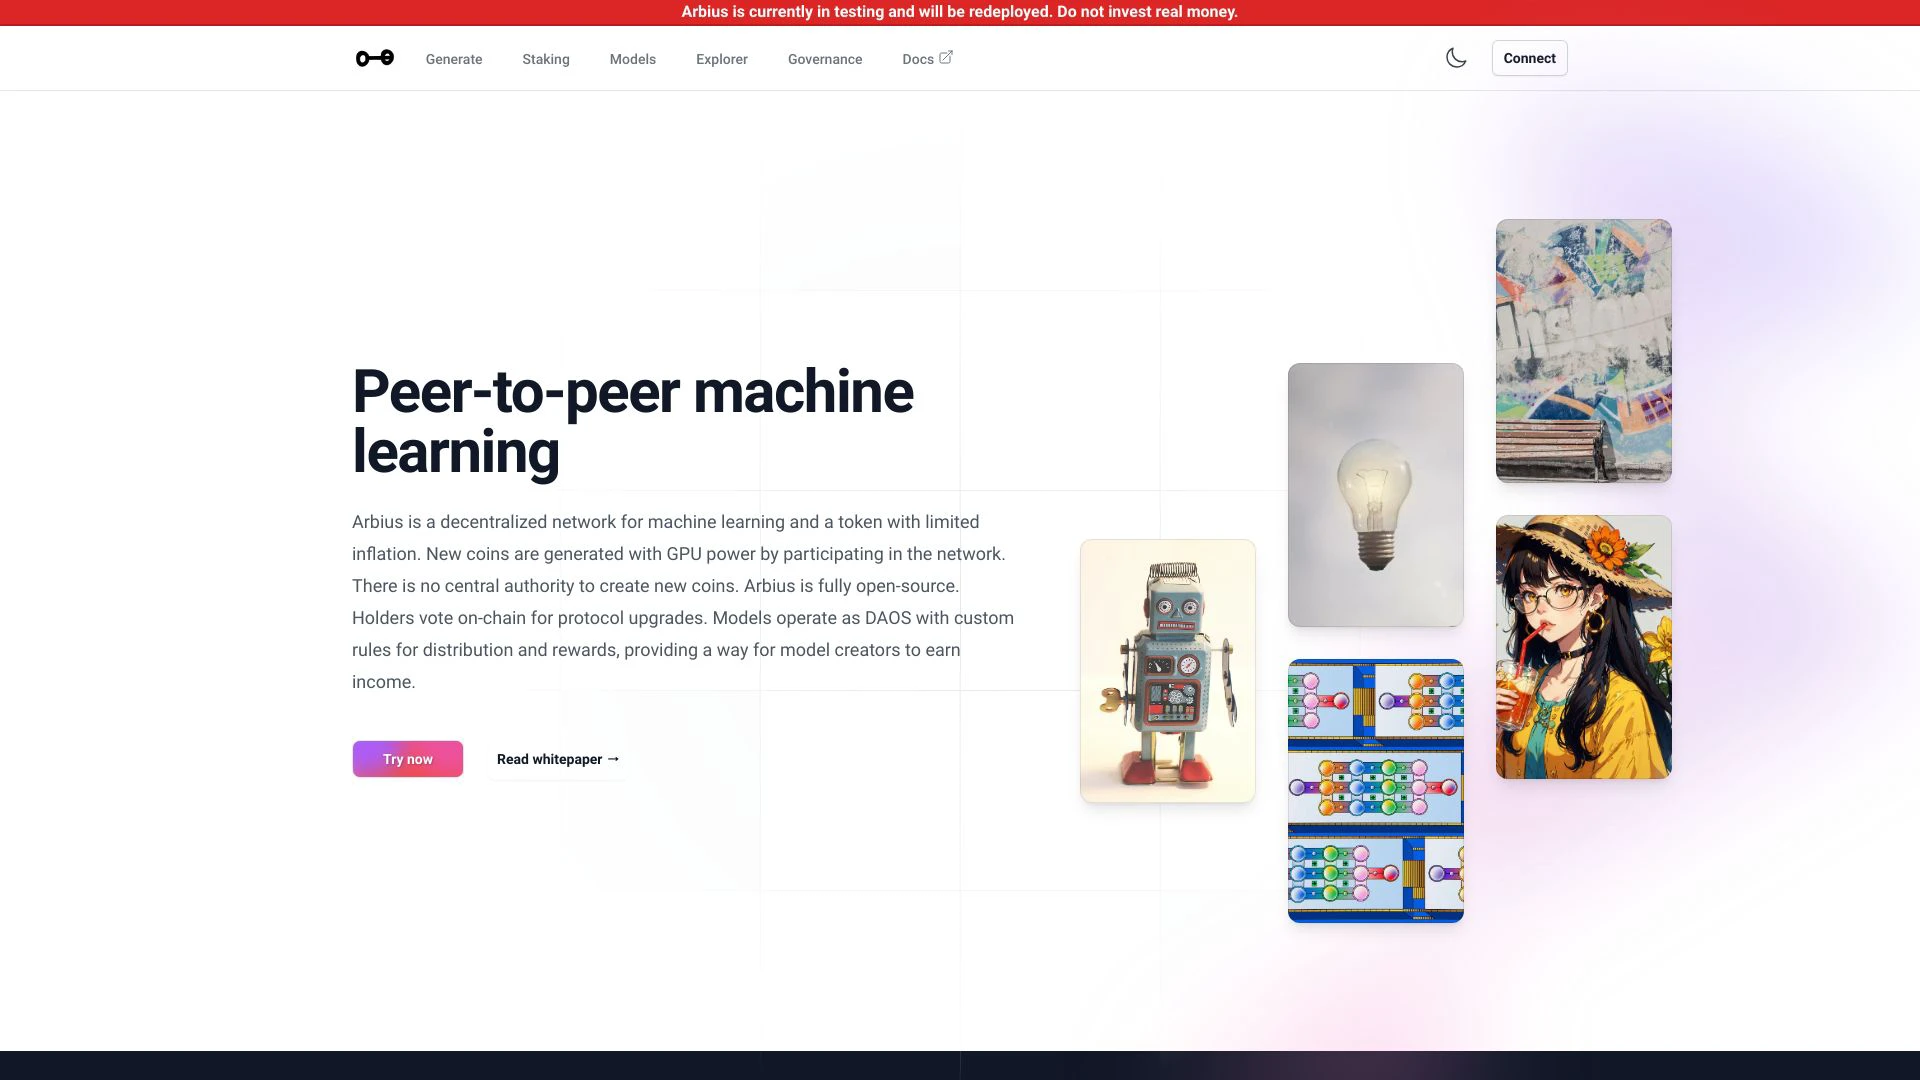 Arbius is currently in testing and will be redeployed. Do not invest real money.
Generate Staking Models Explorer Governance Docs Connect
Peer-to-peer machine
learning
Arbius is a decentralized network for machine learning and a token with limited
inflation. New coins are generated with GPU power by participating in the network.
There is no central authority to create new coins. Arbius is fully open-source.
Holders vote on-chain for protocol upgrades. Models operate as DAOS with custom
rules for distribution and rewards, providing a way for model creators to earn
income.
Try now Read whitepaper →